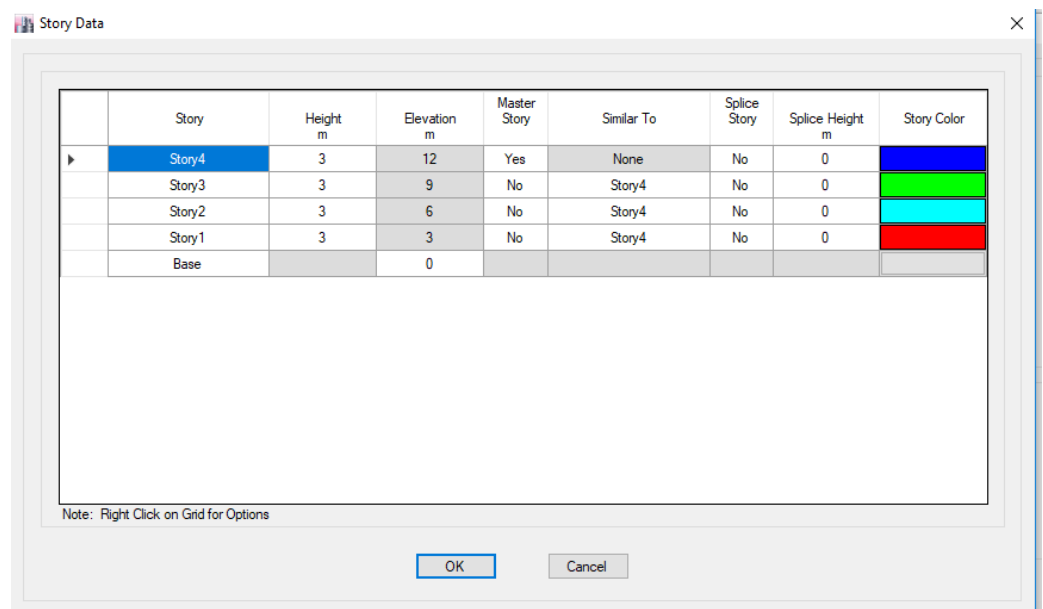 Story Data
Story Height m Elevation m Master Story Similar To Splice Story Splice Height m Story Color
Story4 3 12 Yes None No 0
Story3 3 9 No Story4 No 0
Story2 3 6 No Story4 No 0
Story1 3 3 No Story4 No 0
Base 0
Note: Right Click on Grid for Options
OK Cancel